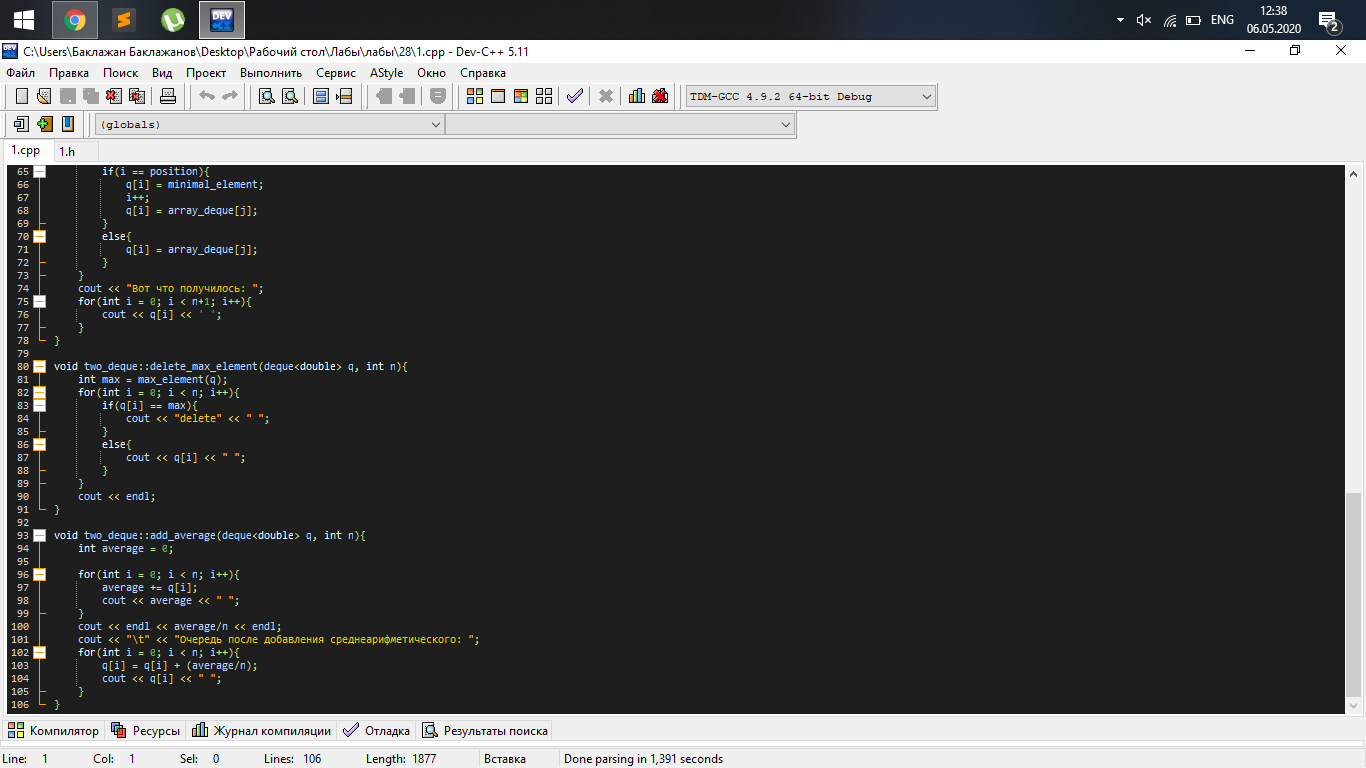 ENG
12:38
06.05.2020
2
C:\Users\Баклажан Баклажанов\Desktop\Рабочий стол\Лабы\лабы\28\1.cpp - Dev-C++ 5.11
Файл Правка Поиск Вид Проект Выполнить Сервис AStyle Окно Справка
TDM-GCC 4.9.2 64-bit Debug
(globals)
1.cpp 1.h
65 if(i == position){
66 q[i] = minimal_element;
67 i++;
68 q[i] = array_deque[j];
69 }
70 else{
71 q[i] = array_deque[j];
72 }
73 }
74 cout << "Вот что получилось: ";
75 for(int i = 0; i < n+1; i++){
76 cout << q[i] << ' ';
77 }
78 }
79
80 void two_deque::delete_max_element(deque<double> q, int n){
81 int max = max_element(q);
82 for(int i = 0; i < n; i++){
83 if(q[i] == max){
84 cout << "delete" << " ";
85 }
86 else{
87 cout << q[i] << " ";
88 }
89 }
90 cout << endl;
91 }
92
93 void two_deque::add_average(deque<double> q, int n){
94 int average = 0;
95
96 for(int i = 0; i < n; i++){
97 average += q[i];
98 cout << average << " ";
99 }
100 cout << endl << average/n << endl;
101 cout << "\t" << "Очередь после добавления среднеарифметического: ";
102 for(int i = 0; i < n; i++){
103 q[i] = q[i] + (average/n);
104 cout << q[i] << " ";
105 }
106 }
Компилятор Ресурсы Журнал компиляции Отладка Результаты поиска
Line: 1 Col: 1 Sel: 0 Lines: 106 Length: 1877 Вставка Done parsing in 1,391 seconds